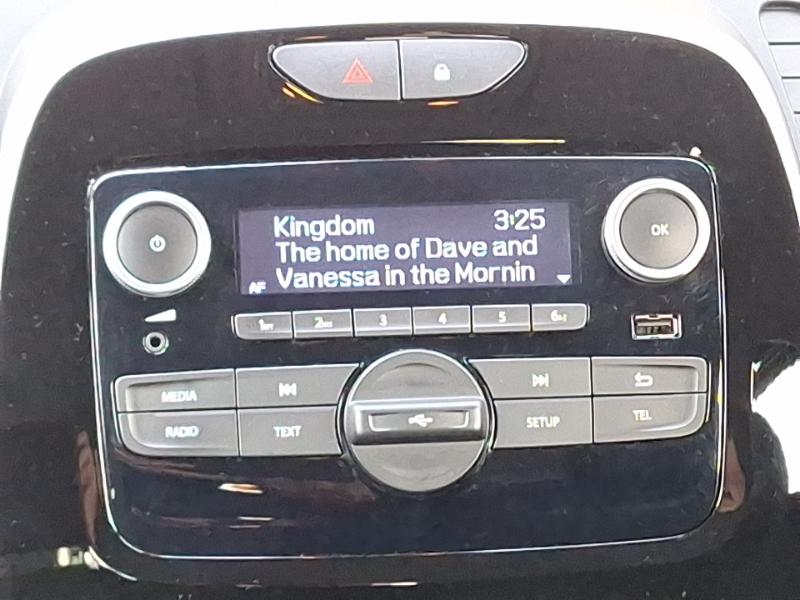 Kingdom 3:25
The home of Dave and
Vanessa in the Mornin
AF
OK
1 2 3 4 5 6
MEDIA
RADIO TEXT SETUP TEL